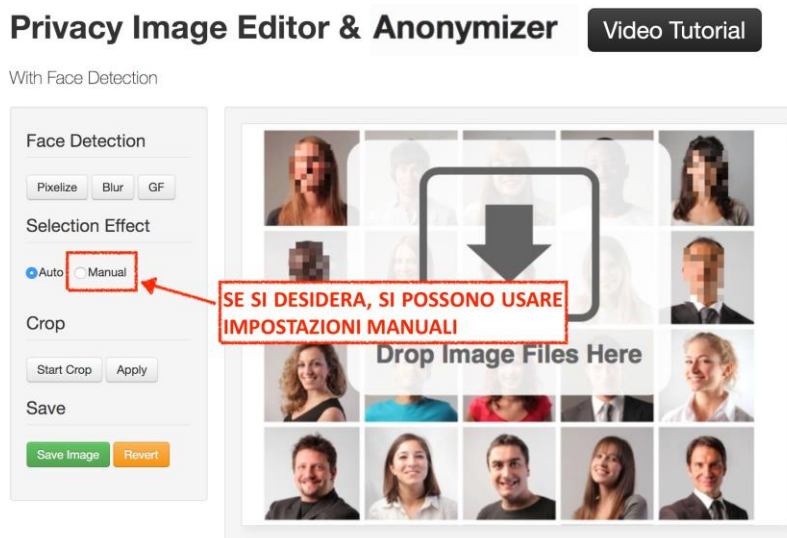 Privacy Image Editor & Anonymizer
Video Tutorial
With Face Detection
Face Detection
Pixelize Blur GF
Selection Effect
Auto Manual
SE SI DESIDERA, SI POSSONO USARE
IMPOSTAZIONI MANUALI
Crop
Start Crop Apply
Drop Image Files Here
Save
Save Image Revert